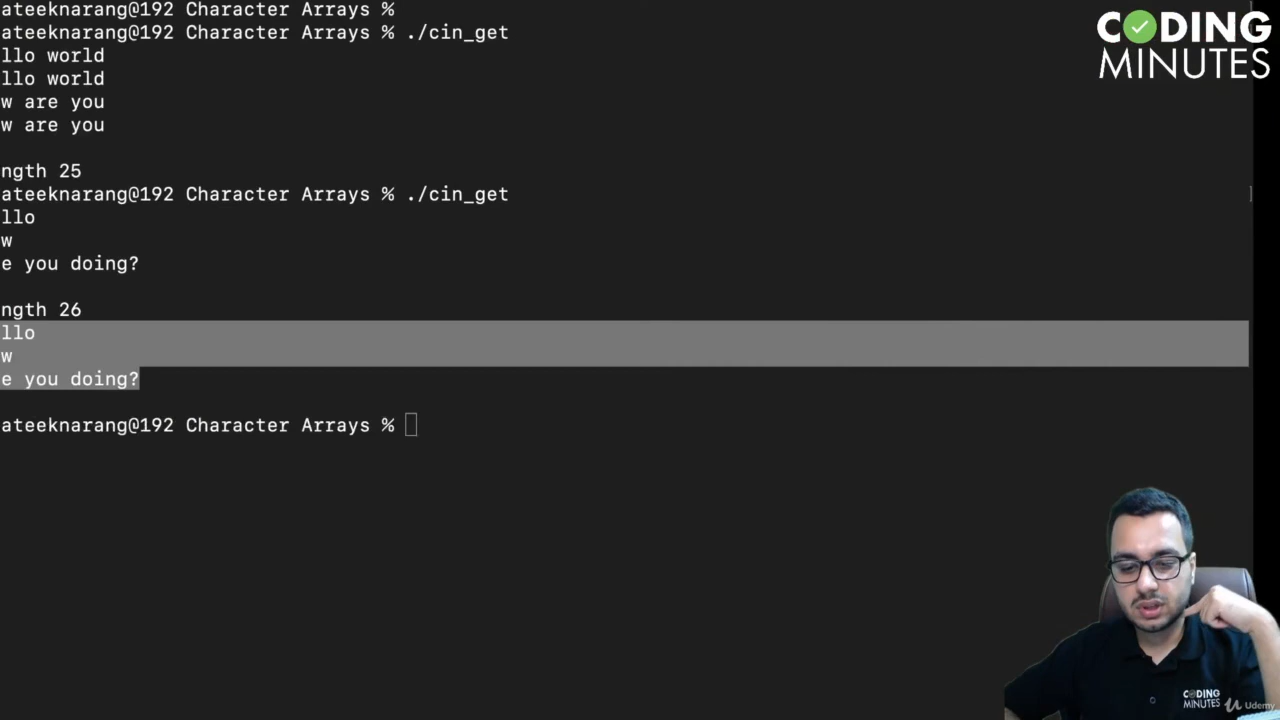 ateeknarang@192 Character Arrays %
ateeknarang@192 Character Arrays % ./cin_get
llo world
llo world
w are you
w are you
ngth 25
ateeknarang@192 Character Arrays % ./cin_get
llo
w
e you doing?
ngth 26
llo
w
e you doing?
ateeknarang@192 Character Arrays %
CODING
MINUTES
CODING
MINUTES
Udemy